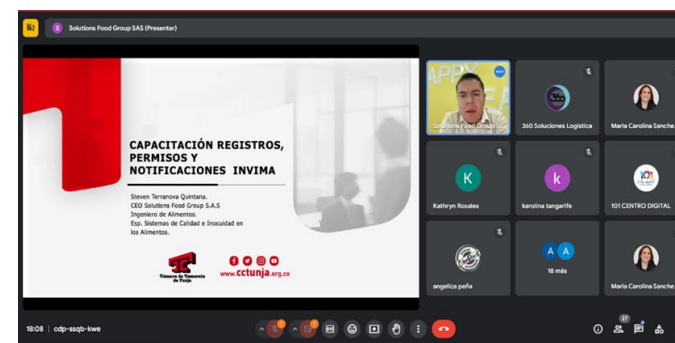 S Solutions Food Group SAS (Presentar)
CAPACITACIÓN REGISTROS,
PERMISOS Y
NOTIFICACIONES INVIMA
Steven Terranova Quintana.
CEO Solutions Food Group S.A.S
Ingeniero de Alimentos.
Esp. Sistemas de Calidad e Inocuidad en
los Alimentos.
Cámara de Comercio
de Tunja
www.cctunja.org.co
Solutions Food Group S...
360
360 Soluciones Logística
Maria Carolina Sanche
K
Kathryn Rosales
k
karolina tangarife
101
101 CENTRO DIGITAL
angelica peña
A A
18 más
Maria Carolina Sanche
18:08 | cdp-ssqb-kwe
27